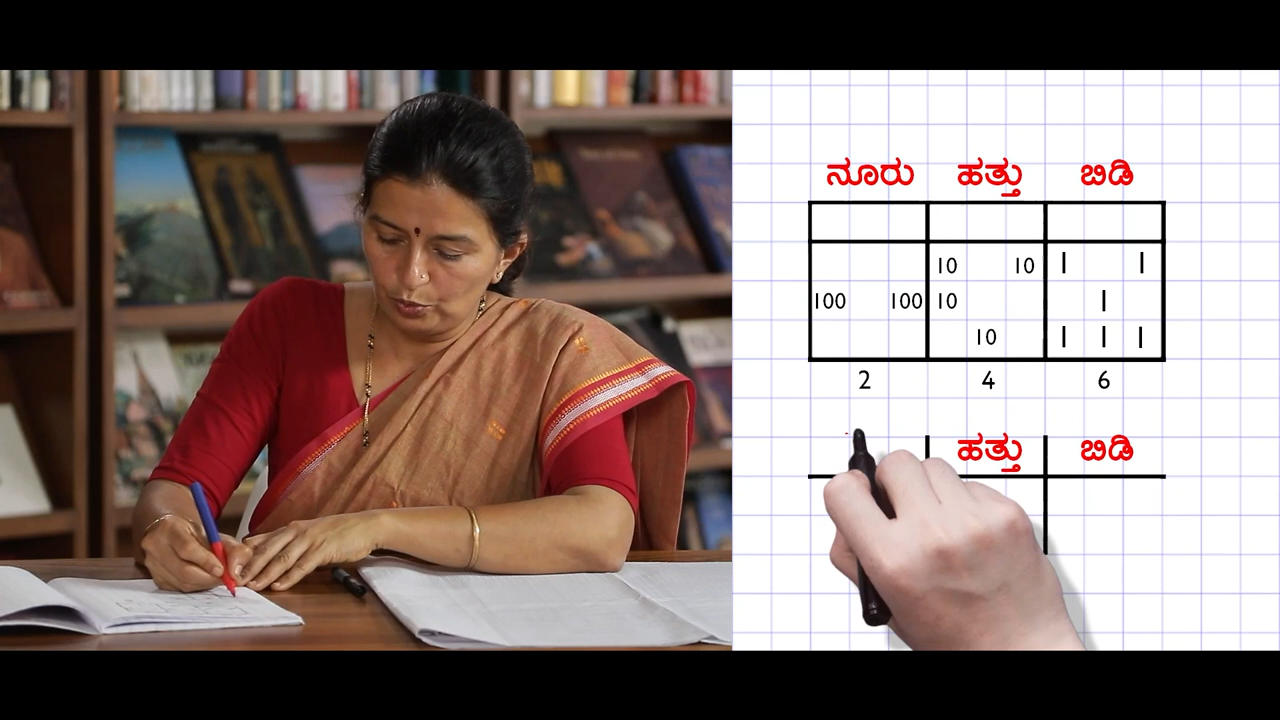 ನೂರು ಹತ್ತು ಬಿಡಿ
10 10 | |
100 100 10 |
10 | | |
2 4 6
ಹತ್ತು ಬಿಡಿ